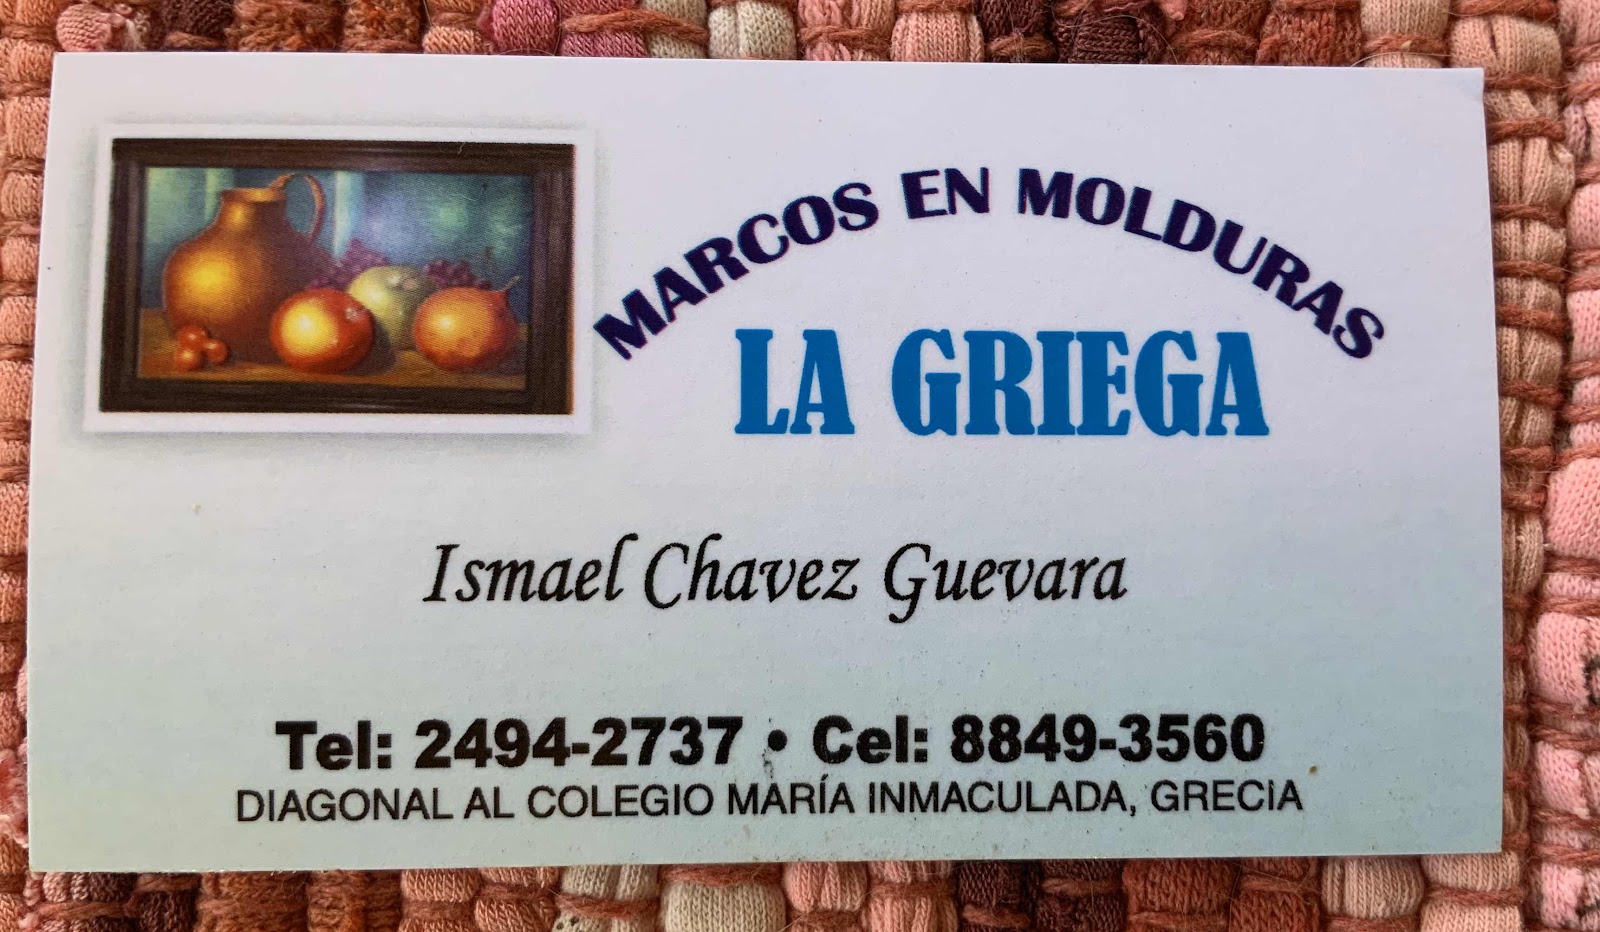 MARCOS EN MOLDURAS
LA GRIEGA
Ismael Chavez Guevara
Tel: 2494-2737 • Cel: 8849-3560
DIAGONAL AL COLEGIO MARÍA INMACULADA, GRECIA